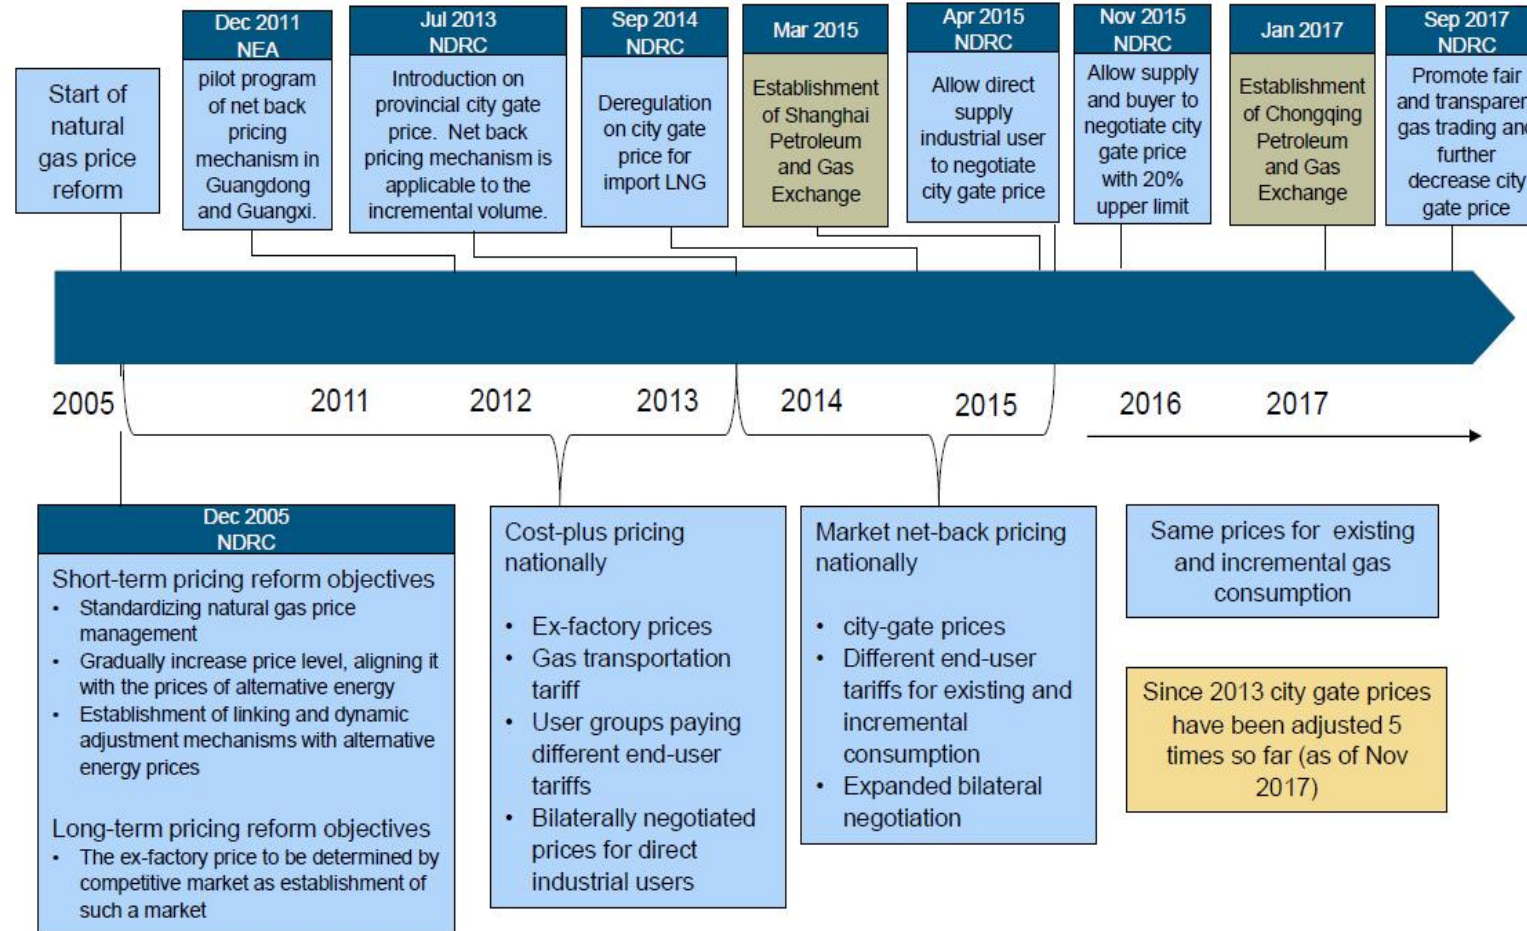 Start of
natural
gas price
reform
Dec 2011
NEA
pilot program
of net back
pricing
mechanism in
Guangdong
and Guangxi.
Jul 2013
NDRC
Introduction on
provincial city gate
price. Net back
pricing mechanism is
applicable to the
incremental volume.
Sep 2014
NDRC
Deregulation
on city gate
price for
import LNG
Mar 2015
Establishment
of Shanghai
Petroleum
and Gas
Exchange
Apr 2015
NDRC
Allow direct
supply
industrial user
to negotiate
city gate price
Nov 2015
NDRC
Allow supply
and buyer to
negotiate city
gate price
with 20%
upper limit
Jan 2017
Establishment
of Chongqing
Petroleum
and Gas
Exchange
Sep 2017
NDRC
Promote fair
and transparen
gas trading and
further
decrease city
gate price
2005
2011
2012
2013
2014
2015
2016
2017
Dec 2005
NDRC
Short-term pricing reform objectives
• Standardizing natural gas price
management
• Gradually increase price level, aligning it
with the prices of alternative energy
• Establishment of linking and dynamic
adjustment mechanisms with alternative
energy prices
Long-term pricing reform objectives
• The ex-factory price to be determined by
competitive market as establishment of
such a market
Cost-plus pricing
nationally
• Ex-factory prices
• Gas transportation
tariff
• User groups paying
different end-user
tariffs
• Bilaterally negotiated
prices for direct
industrial users
Market net-back pricing
nationally
• city-gate prices
• Different end-user
tariffs for existing and
incremental
consumption
• Expanded bilateral
negotiation
Same prices for existing
and incremental gas
consumption
Since 2013 city gate prices
have been adjusted 5
times so far (as of Nov
2017)